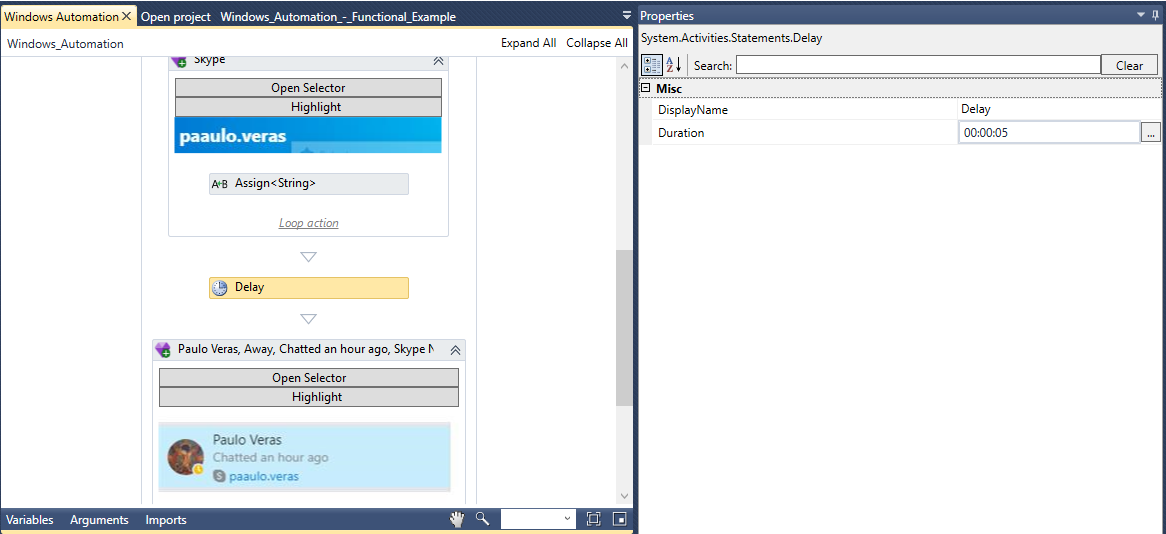 Windows Automation
Open project
Windows_Automation_-_Functional_Example
Windows_Automation
Expand All
Collapse All
Skype
Open Selector
Highlight
paaulo.veras
A+B Assign<String>
Loop action
Delay
Paulo Veras, Away, Chatted an hour ago, Skype N
Open Selector
Highlight
Paulo Veras
Chatted an hour ago
paaulo.veras
Variables
Arguments
Imports
Properties
System.Activities.Statements.Delay
Search:
Clear
Misc
DisplayName Delay
Duration 00:00:05
...